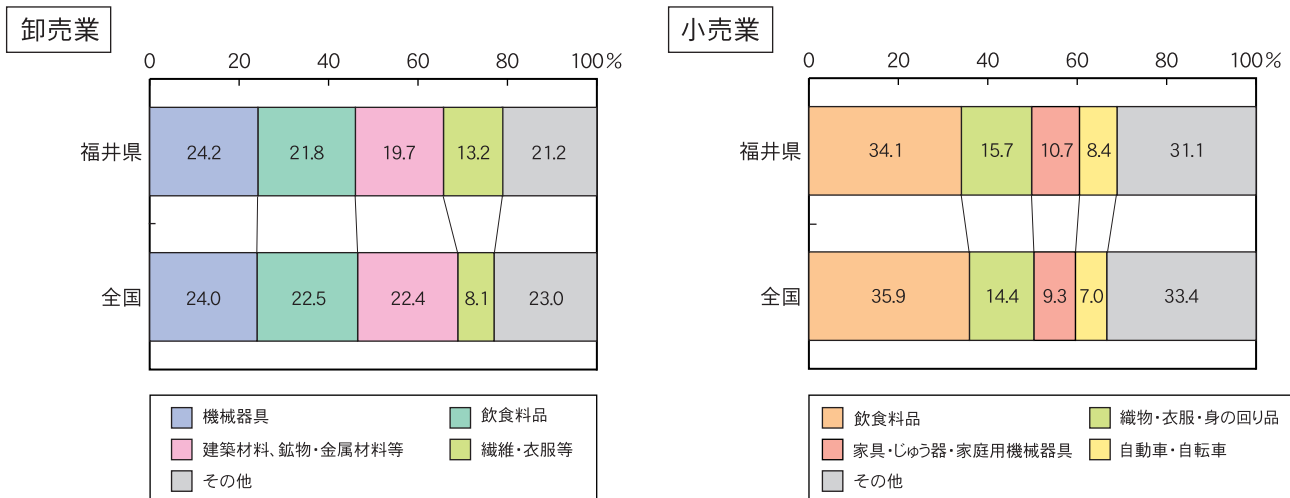 卸売業
0 20 40 60 80 100%
福井県 24.2 21.8 19.7 13.2 21.2
全国 24.0 22.5 22.4 8.1 23.0
機械器具 飲食料品
建築材料、鉱物・金属材料等 繊維・衣服等
その他
小売業
0 20 40 60 80 100%
福井県 34.1 15.7 10.7 8.4 31.1
全国 35.9 14.4 9.3 7.0 33.4
飲食料品 織物・衣服・身の回り品
家具・じゅう器・家庭用機械器具 自動車・自転車
その他